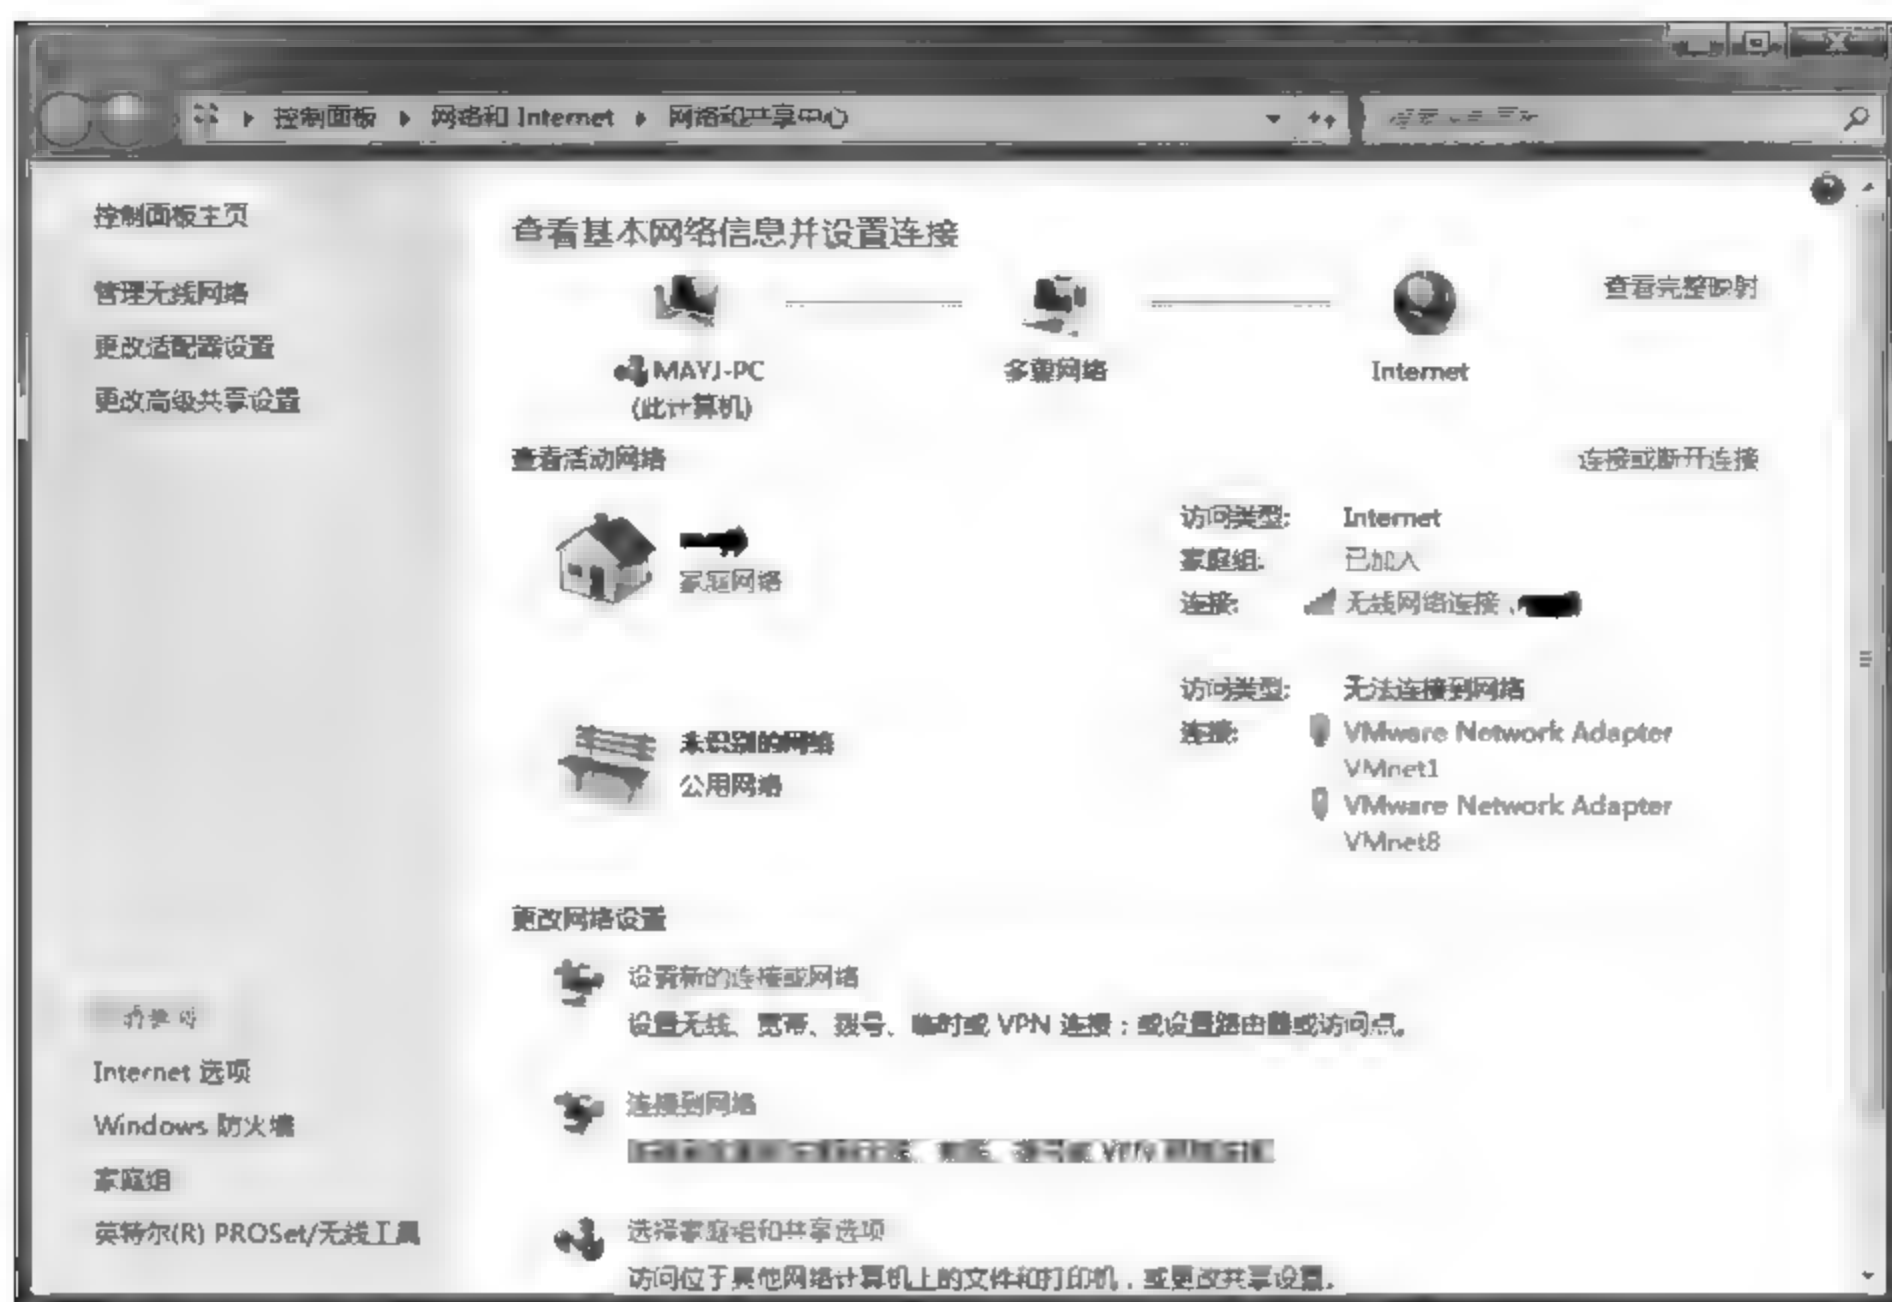 控制面板 ▸ 网络和 Internet ▸ 网络和共享中心
控制面板主页
管理无线网络
更改适配器设置
更改高级共享设置
查看基本网络信息并设置连接
查看完整映射
MAYJ-PC
(此计算机)
多重网络
Internet
查看活动网络
连接或断开连接
家庭网络
访问类型: Internet
家庭组: 已加入
连接: 无线网络连接
未识别的网络
公用网络
访问类型: 无法连接到网络
连接: VMware Network Adapter
VMnet1
VMware Network Adapter
VMnet8
更改网络设置
设置新的连接或网络
设置无线、宽带、拨号、临时或 VPN 连接；或设置路由器或访问点。
连接到网络
选择家庭组和共享选项
访问位于其他网络计算机上的文件和打印机，或更改共享设置。
Internet 选项
Windows 防火墙
家庭组
英特尔(R) PROSet/无线工具